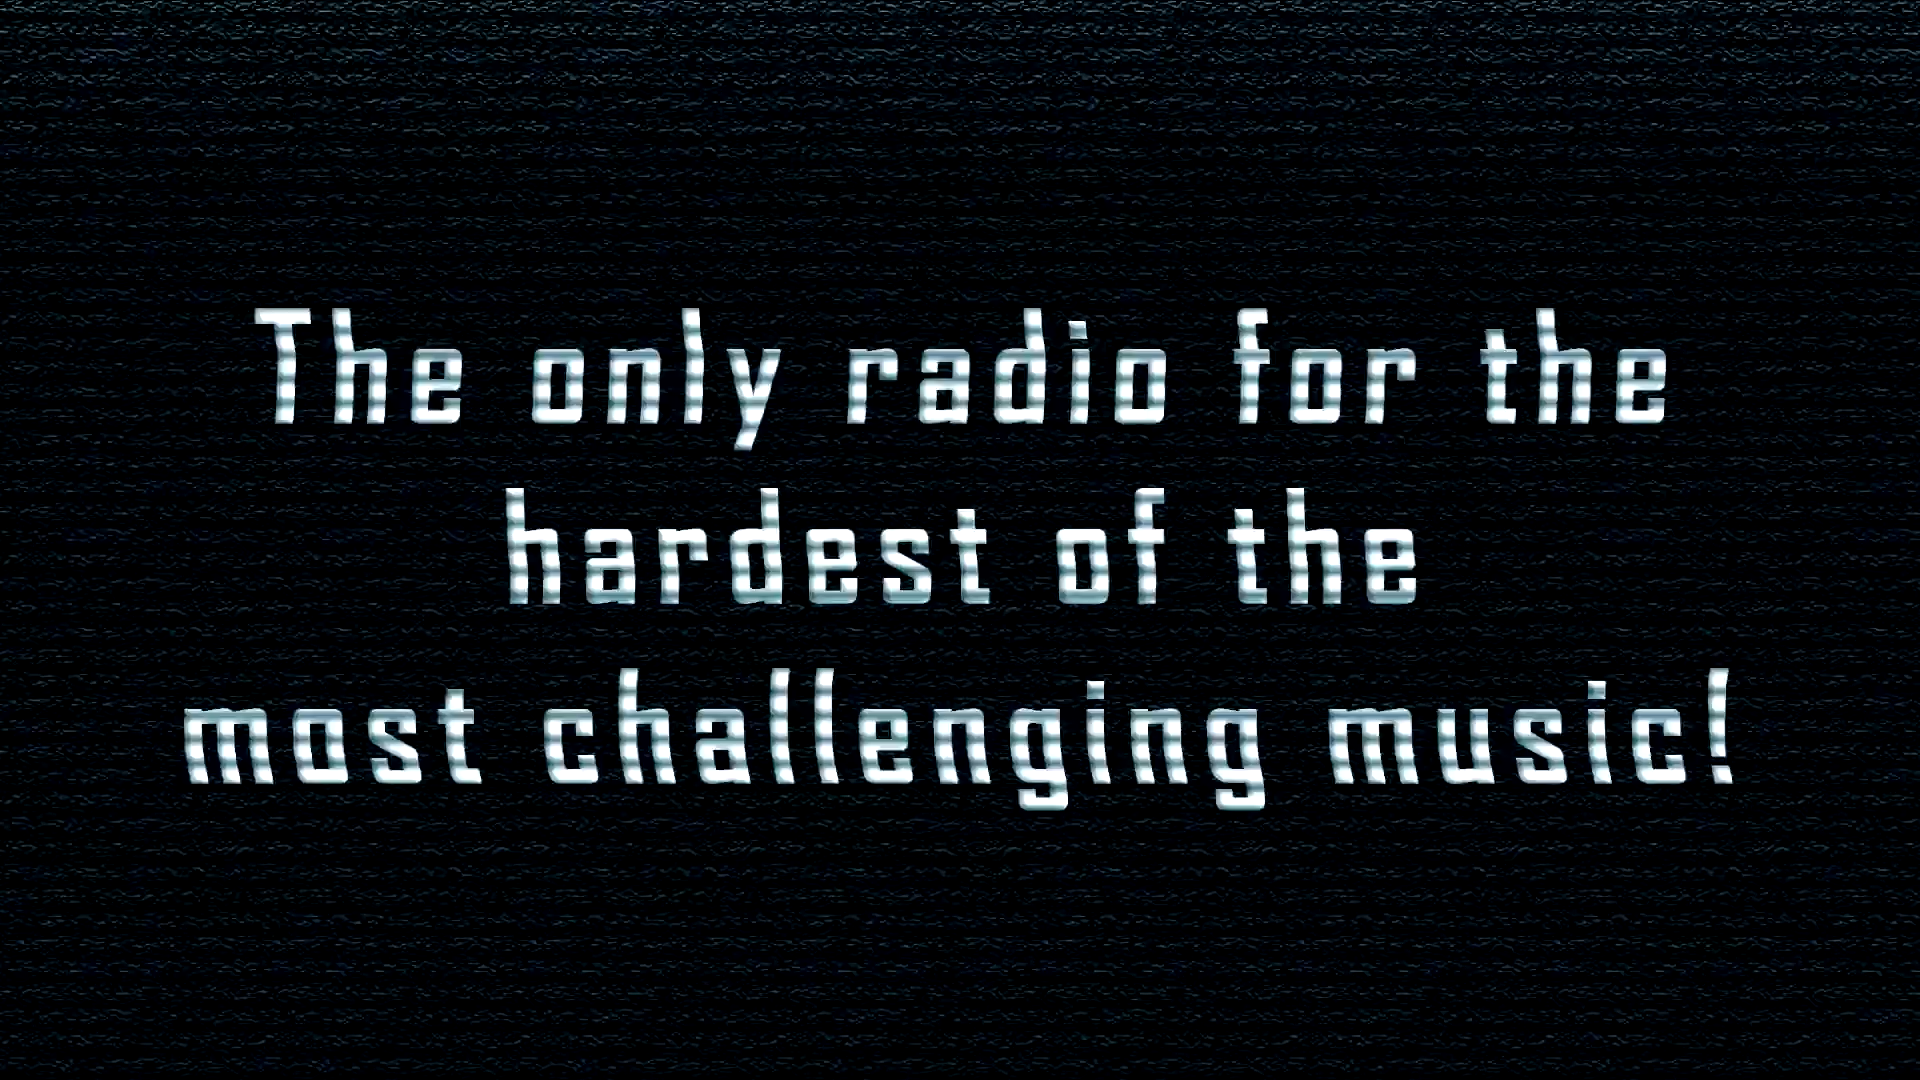 The only radio for the
hardest of the
most challenging music!